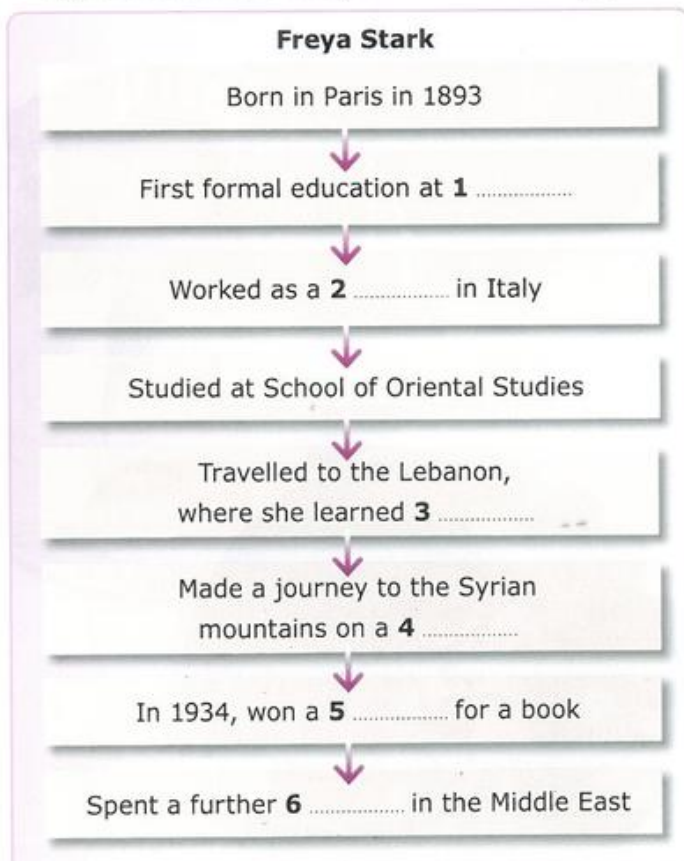 Freya Stark
Born in Paris in 1893
First formal education at 1 ..................
Worked as a 2 .................. in Italy
Studied at School of Oriental Studies
Travelled to the Lebanon,
where she learned 3 ..................
Made a journey to the Syrian
mountains on a 4 ..................
In 1934, won a 5 .................. for a book
Spent a further 6 .................. in the Middle East